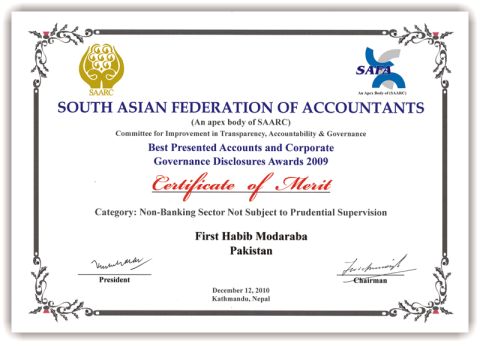 SAARC
SAFA
An Apex Body of (SAARC)
SOUTH ASIAN FEDERATION OF ACCOUNTANTS
(An apex body of SAARC)
Committee for Improvement in Transparency, Accountability & Governance
Best Presented Accounts and Corporate
Governance Disclosures Awards 2009
Certificate of Merit
Category: Non-Banking Sector Not Subject to Prudential Supervision
First Habib Modaraba
Pakistan
President
Chairman
December 12, 2010
Kathmandu, Nepal